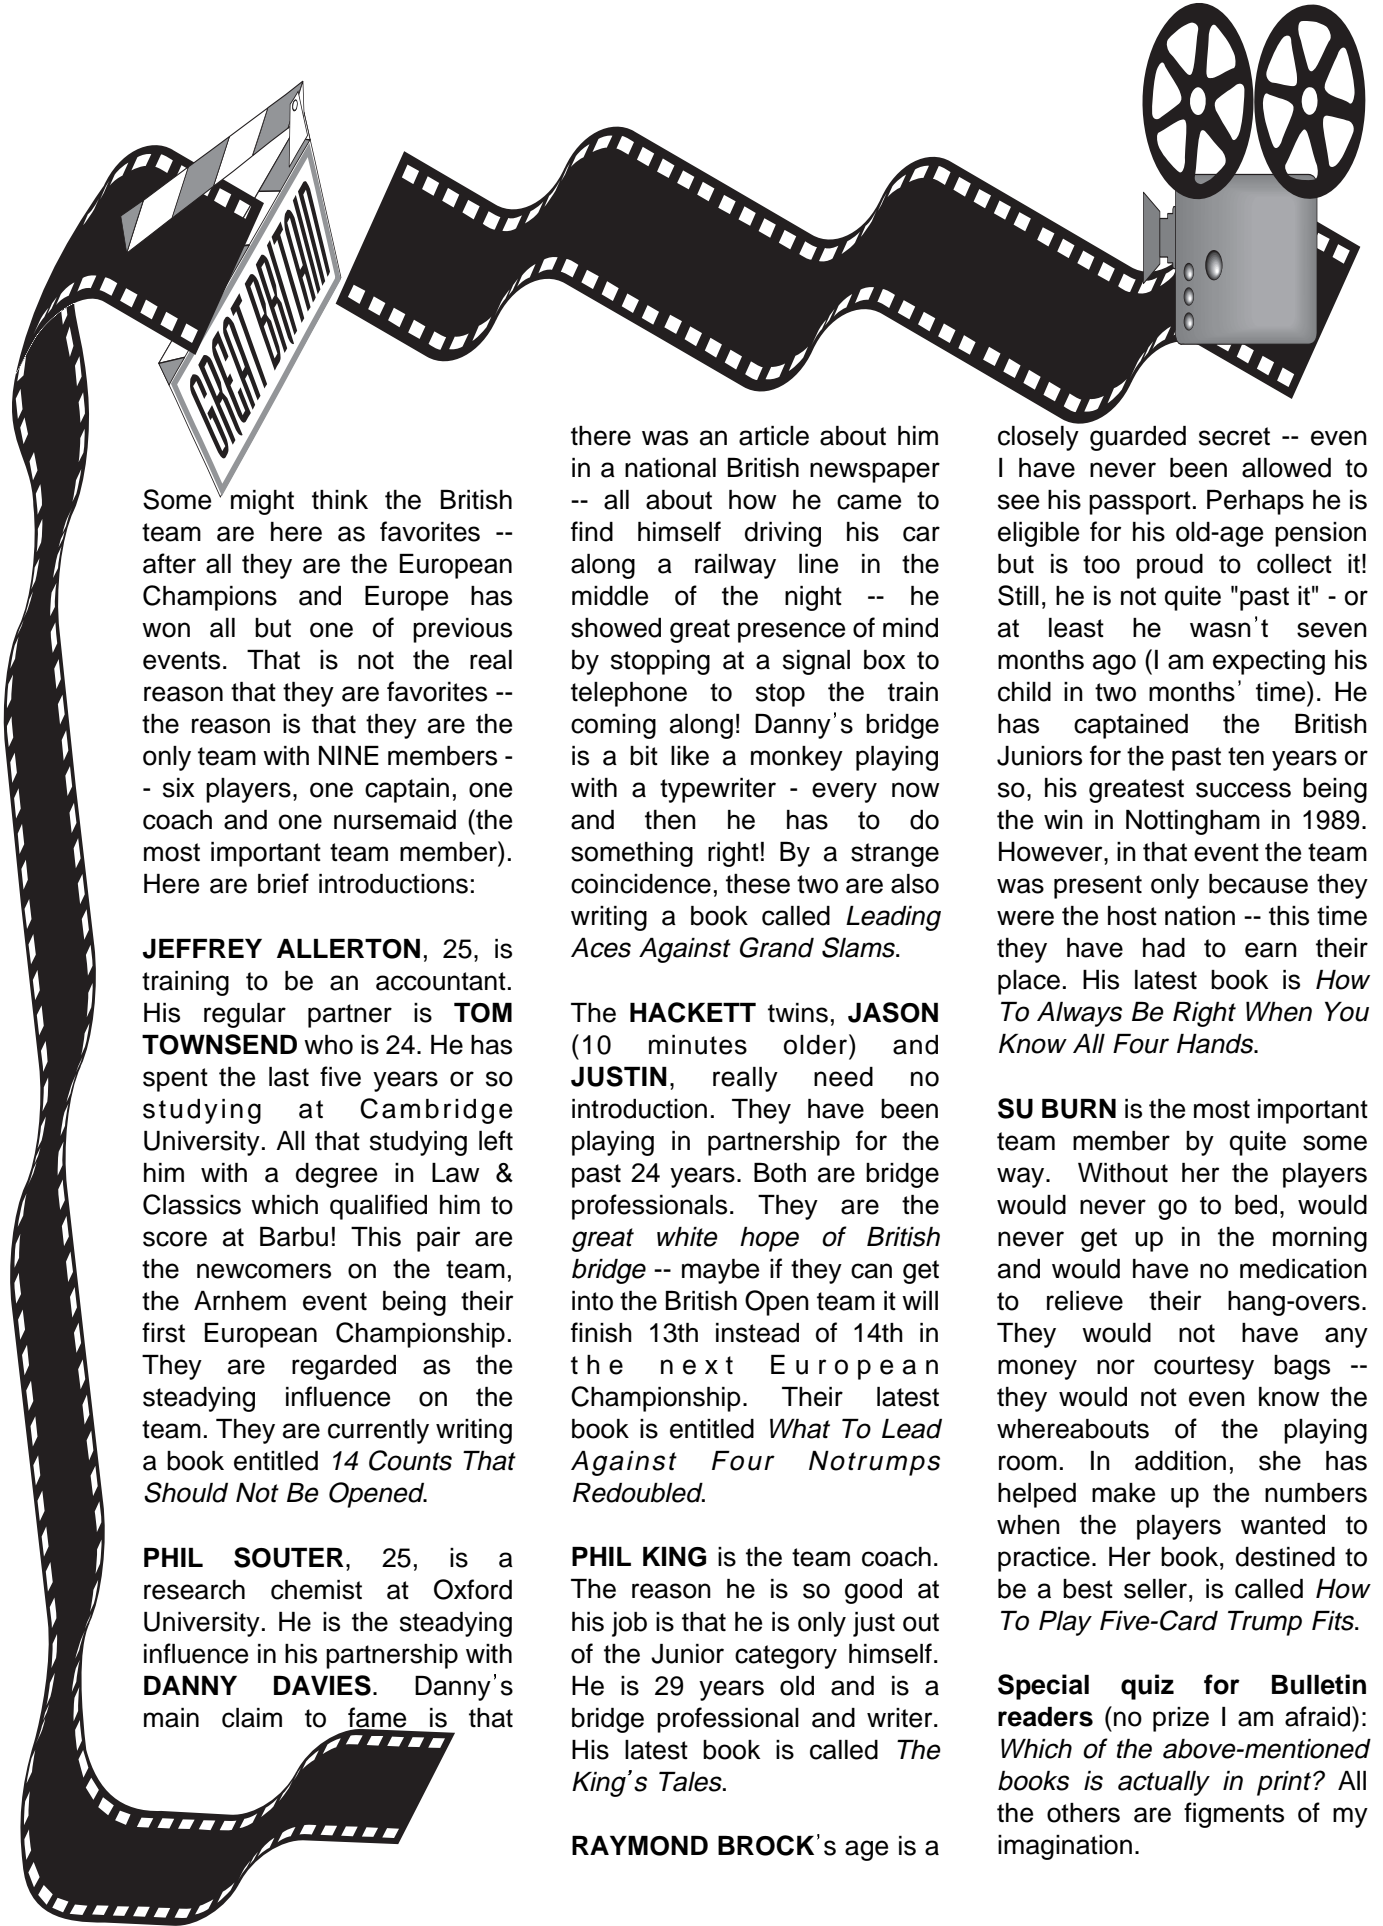 GREAT BRITAIN
Some might think the British
team are here as favorites --
after all they are the European
Champions and Europe has
won all but one of previous
events. That is not the real
reason that they are favorites --
the reason is that they are the
only team with NINE members -
- six players, one captain, one
coach and one nursemaid (the
most important team member).
Here are brief introductions:
JEFFREY ALLERTON, 25, is
training to be an accountant.
His regular partner is TOM
TOWNSEND who is 24. He has
spent the last five years or so
studying at Cambridge
University. All that studying left
him with a degree in Law &
Classics which qualified him to
score at Barbu! This pair are
the newcomers on the team,
the Arnhem event being their
first European Championship.
They are regarded as the
steadying influence on the
team. They are currently writing
a book entitled 14 Counts That
Should Not Be Opened.
PHIL SOUTER, 25, is a
research chemist at Oxford
University. He is the steadying
influence in his partnership with
DANNY DAVIES. Danny's
main claim to fame is that
there was an article about him
in a national British newspaper
-- all about how he came to
find himself driving his car
along a railway line in the
middle of the night -- he
showed great presence of mind
by stopping at a signal box to
telephone to stop the train
coming along! Danny's bridge
is a bit like a monkey playing
with a typewriter - every now
and then he has to do
something right! By a strange
coincidence, these two are also
writing a book called Leading
Aces Against Grand Slams.
The HACKETT twins, JASON
(10 minutes older) and
JUSTIN, really need no
introduction. They have been
playing in partnership for the
past 24 years. Both are bridge
professionals. They are the
great white hope of British
bridge -- maybe if they can get
into the British Open team it will
finish 13th instead of 14th in
the next European
Championship. Their latest
book is entitled What To Lead
Against Four Notrumps
Redoubled.
PHIL KING is the team coach.
The reason he is so good at
his job is that he is only just out
of the Junior category himself.
He is 29 years old and is a
bridge professional and writer.
His latest book is called The
King's Tales.
RAYMOND BROCK's age is a
closely guarded secret -- even
I have never been allowed to
see his passport. Perhaps he is
eligible for his old-age pension
but is too proud to collect it!
Still, he is not quite "past it" - or
at least he wasn't seven
months ago (I am expecting his
child in two months' time). He
has captained the British
Juniors for the past ten years or
so, his greatest success being
the win in Nottingham in 1989.
However, in that event the team
was present only because they
were the host nation -- this time
they have had to earn their
place. His latest book is How
To Always Be Right When You
Know All Four Hands.
SU BURN is the most important
team member by quite some
way. Without her the players
would never go to bed, would
never get up in the morning
and would have no medication
to relieve their hang-overs.
They would not have any
money nor courtesy bags --
they would not even know the
whereabouts of the playing
room. In addition, she has
helped make up the numbers
when the players wanted to
practice. Her book, destined to
be a best seller, is called How
To Play Five-Card Trump Fits.
Special quiz for Bulletin
readers (no prize I am afraid):
Which of the above-mentioned
books is actually in print? All
the others are figments of my
imagination.